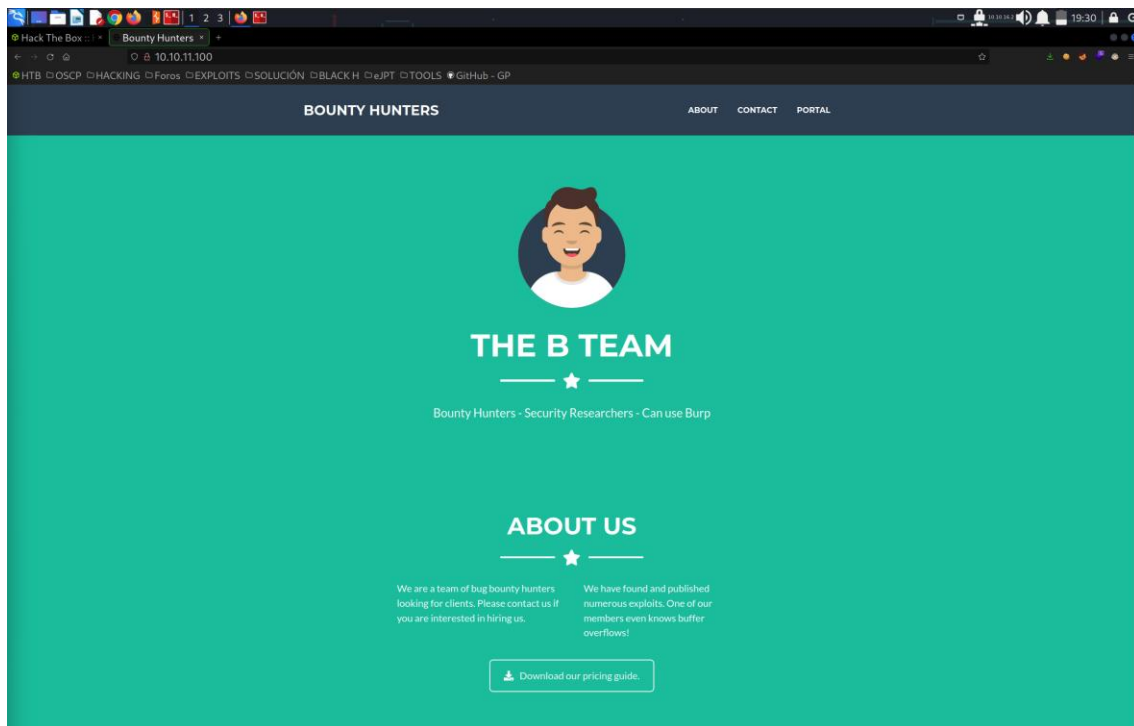 1 2 3
19:30
Hack The Box ::
Bounty Hunters
10.10.11.100
HTB OSCP HACKING Foros EXPLOITS SOLUCIÓN BLACK H eJPT TOOLS GitHub - GP
BOUNTY HUNTERS
ABOUT CONTACT PORTAL
THE B TEAM
Bounty Hunters - Security Researchers - Can use Burp
ABOUT US
We are a team of bug bounty hunters
looking for clients. Please contact us if
you are interested in hiring us.
We have found and published
numerous exploits. One of our
members even knows buffer
overflows!
Download our pricing guide.